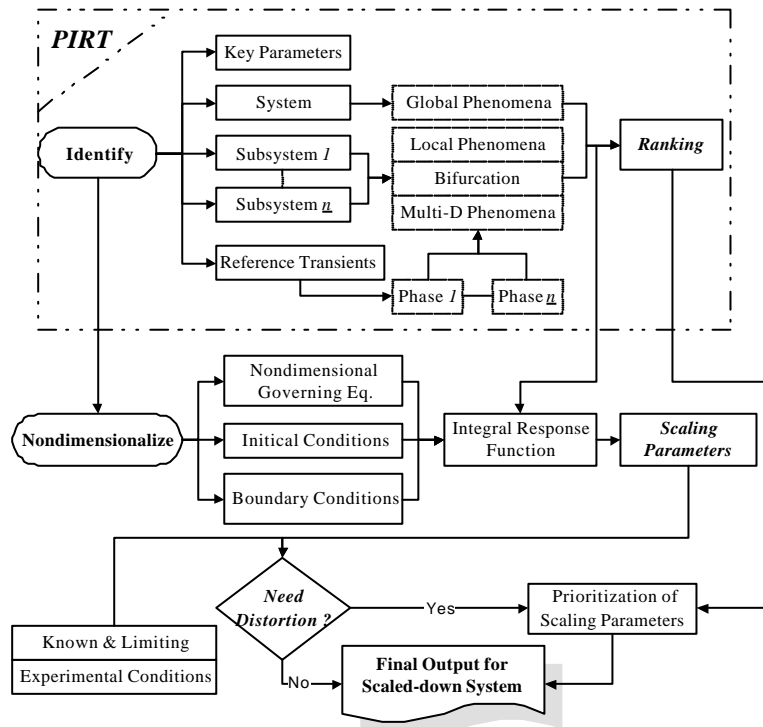 PIRT
Key Parameters
System
Global Phenomena
Identify
Subsystem 1
Local Phenomena
Ranking
Bifurcation
Subsystem n
Multi-D Phenomena
Reference Transients
Phase 1
Phase n
Nondimensional
Governing Eq.
Nondimensionalize
Initical Conditions
Integral Response
Function
Scaling
Parameters
Boundary Conditions
Need
Distortion ?
Yes
Prioritization of
Scaling Parameters
Known & Limiting
Experimental Conditions
No
Final Output for
Scaled-down System